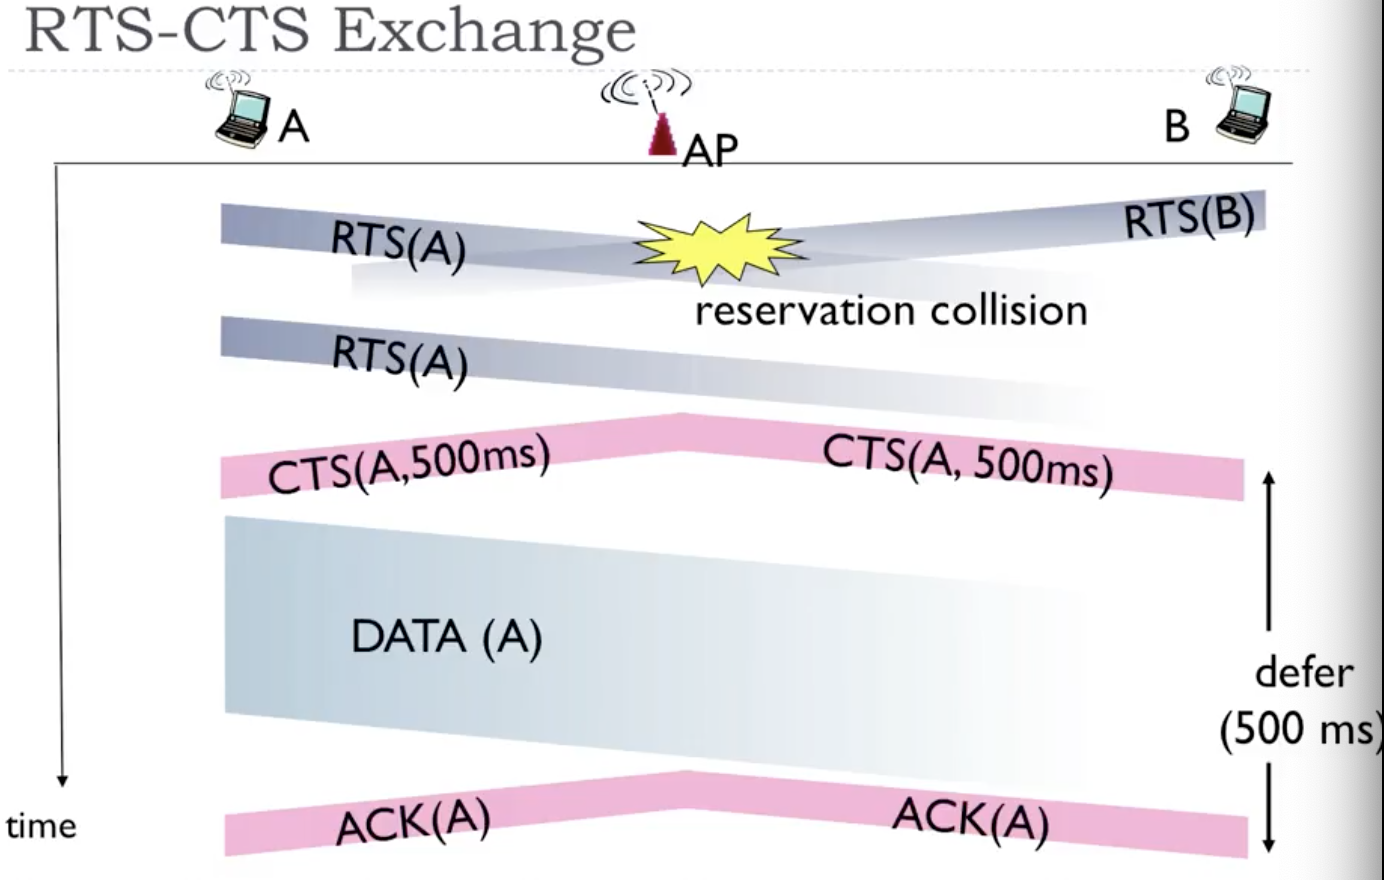 RTS-CTS Exchange
A
AP
B
RTS(A)
RTS(B)
reservation collision
RTS(A)
CTS(A,500ms)
CTS(A, 500ms)
DATA (A)
defer
(500 ms)
ACK(A)
ACK(A)
time